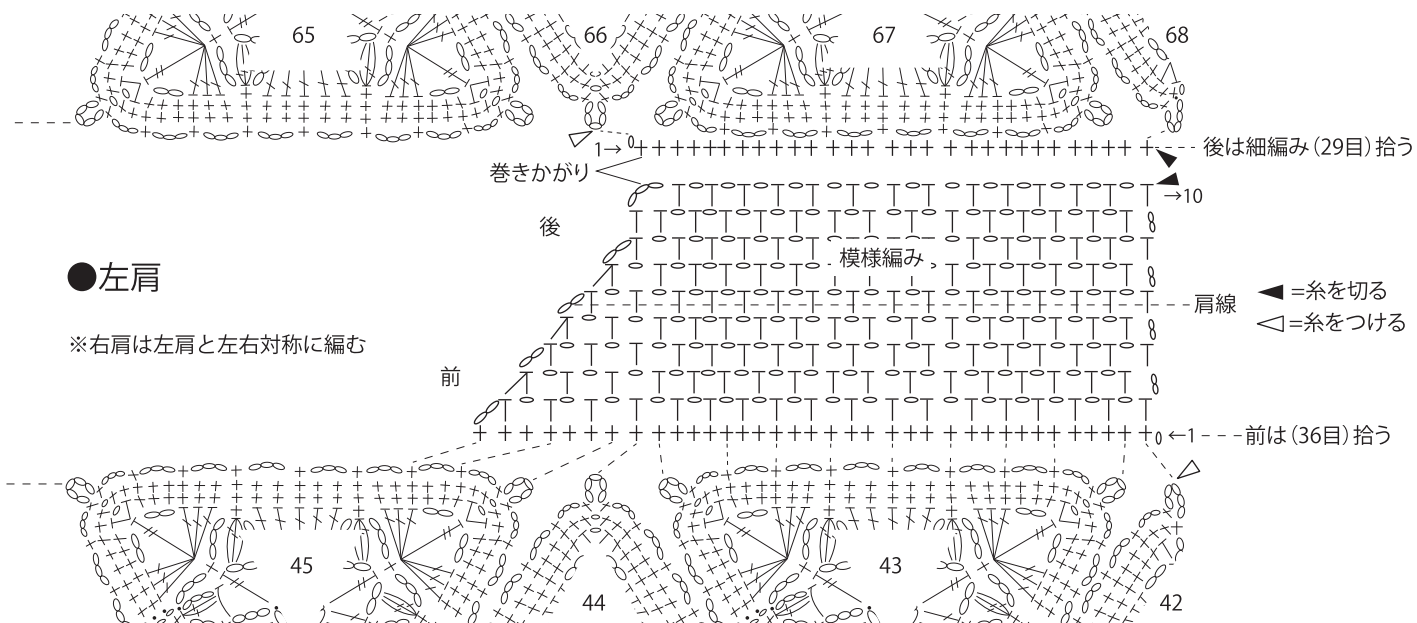 65
66
67
68
1→
後は細編み（29目）拾う
巻きかがり
→10
後
模様編み
●左肩
◀=糸を切る
肩線
◁=糸をつける
※右肩は左肩と左右対称に編む
前
←1
前は（36目）拾う
45
44
43
42